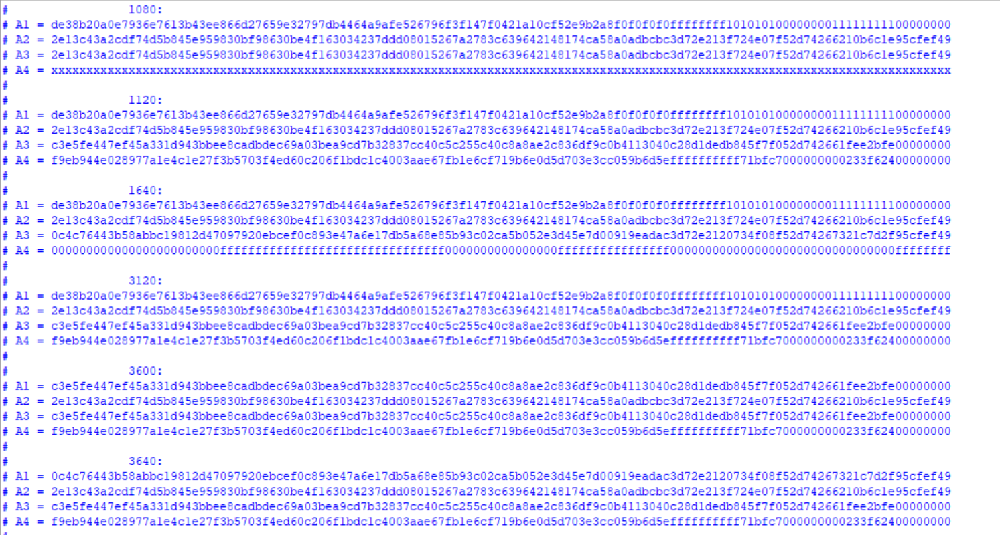 # 1080:
# A1 = de38b20a0e7936e7613b43ee866d27659e32797db4464a9afe526796f3f147f0421a10cf52e9b2a8f0f0f0f0ffffffff10101010000000001111111100000000
# A2 = 2e13c43a2cdf74d5b845e959830bf98630be4f163034237ddd08015267a2783c639642148174ca58a0adbcbc3d72e213f724e07f52d74266210b6c1e95cfef49
# A3 = 2e13c43a2cdf74d5b845e959830bf98630be4f163034237ddd08015267a2783c639642148174ca58a0adbcbc3d72e213f724e07f52d74266210b6c1e95cfef49
# A4 = xxxxxxxxxxxxxxxxxxxxxxxxxxxxxxxxxxxxxxxxxxxxxxxxxxxxxxxxxxxxxxxxxxxxxxxxxxxxxxxxxxxxxxxxxxxxxxxxxxxxxxxxxxxxxxxxxxxxxxxxxxxxxxxx
#
# 1120:
# A1 = de38b20a0e7936e7613b43ee866d27659e32797db4464a9afe526796f3f147f0421a10cf52e9b2a8f0f0f0f0ffffffff10101010000000001111111100000000
# A2 = 2e13c43a2cdf74d5b845e959830bf98630be4f163034237ddd08015267a2783c639642148174ca58a0adbcbc3d72e213f724e07f52d74266210b6c1e95cfef49
# A3 = c3e5fe447ef45a331d943bbee8cadbdec69a03bea9cd7b32837cc40c5c255c40c8a8ae2c836df9c0b4113040c28d1dedb845f7f052d742661fee2bfe00000000
# A4 = f9eb944e028977a1e4c1e27f3b5703f4ed60c206f1bdc1c4003aae67fb1e6cf719b6e0d5d703e3cc059b6d5effffffffff71bfc7000000000233f62400000000
#
# 1640:
# A1 = de38b20a0e7936e7613b43ee866d27659e32797db4464a9afe526796f3f147f0421a10cf52e9b2a8f0f0f0f0ffffffff10101010000000001111111100000000
# A2 = 2e13c43a2cdf74d5b845e959830bf98630be4f163034237ddd08015267a2783c639642148174ca58a0adbcbc3d72e213f724e07f52d74266210b6c1e95cfef49
# A3 = 0c4c76443b58abbc19812d47097920ebcef0c893e47a6e17db5a68e85b93c02ca5b052e3d45e7d00919eadac3d72e2120734f08f52d74267321c7d2f95cfef49
# A4 = 000000000000000000000000ffffffffffffffffffffffffffffffff0000000000000000ffffffffffffffff00000000000000000000000000000000ffffffff
#
# 3120:
# A1 = de38b20a0e7936e7613b43ee866d27659e32797db4464a9afe526796f3f147f0421a10cf52e9b2a8f0f0f0f0ffffffff10101010000000001111111100000000
# A2 = 2e13c43a2cdf74d5b845e959830bf98630be4f163034237ddd08015267a2783c639642148174ca58a0adbcbc3d72e213f724e07f52d74266210b6c1e95cfef49
# A3 = c3e5fe447ef45a331d943bbee8cadbdec69a03bea9cd7b32837cc40c5c255c40c8a8ae2c836df9c0b4113040c28d1dedb845f7f052d742661fee2bfe00000000
# A4 = f9eb944e028977a1e4c1e27f3b5703f4ed60c206f1bdc1c4003aae67fb1e6cf719b6e0d5d703e3cc059b6d5effffffffff71bfc7000000000233f62400000000
#
# 3600:
# A1 = c3e5fe447ef45a331d943bbee8cadbdec69a03bea9cd7b32837cc40c5c255c40c8a8ae2c836df9c0b4113040c28d1dedb845f7f052d742661fee2bfe00000000
# A2 = 2e13c43a2cdf74d5b845e959830bf98630be4f163034237ddd08015267a2783c639642148174ca58a0adbcbc3d72e213f724e07f52d74266210b6c1e95cfef49
# A3 = c3e5fe447ef45a331d943bbee8cadbdec69a03bea9cd7b32837cc40c5c255c40c8a8ae2c836df9c0b4113040c28d1dedb845f7f052d742661fee2bfe00000000
# A4 = f9eb944e028977a1e4c1e27f3b5703f4ed60c206f1bdc1c4003aae67fb1e6cf719b6e0d5d703e3cc059b6d5effffffffff71bfc7000000000233f62400000000
#
# 3640:
# A1 = 0c4c76443b58abbc19812d47097920ebcef0c893e47a6e17db5a68e85b93c02ca5b052e3d45e7d00919eadac3d72e2120734f08f52d74267321c7d2f95cfef49
# A2 = 2e13c43a2cdf74d5b845e959830bf98630be4f163034237ddd08015267a2783c639642148174ca58a0adbcbc3d72e213f724e07f52d74266210b6c1e95cfef49
# A3 = c3e5fe447ef45a331d943bbee8cadbdec69a03bea9cd7b32837cc40c5c255c40c8a8ae2c836df9c0b4113040c28d1dedb845f7f052d742661fee2bfe00000000
# A4 = f9eb944e028977a1e4c1e27f3b5703f4ed60c206f1bdc1c4003aae67fb1e6cf719b6e0d5d703e3cc059b6d5effffffffff71bfc7000000000233f62400000000